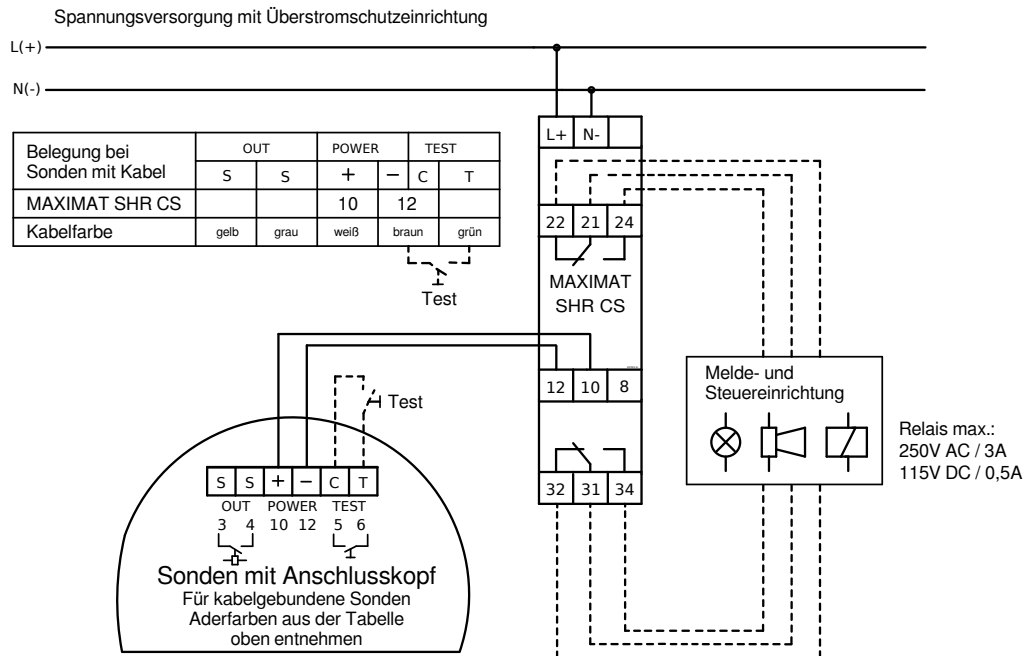 Spannungsversorgung mit Überstromschutzeinrichtung
L(+)
N(-)
L+ N-
Belegung bei Sonden mit Kabel OUT POWER TEST
S S + − C T
MAXIMAT SHR CS 10 12
Kabelfarbe gelb grau weiß braun grün
Test
22 21 24
MAXIMAT
SHR CS
12 10 8
Melde- und
Steuereinrichtung
Relais max.:
250V AC / 3A
115V DC / 0,5A
Test
32 31 34
S S + − C T
OUT POWER TEST
3 4 10 12 5 6
Sonden mit Anschlusskopf
Für kabelgebundene Sonden
Aderfarben aus der Tabelle
oben entnehmen